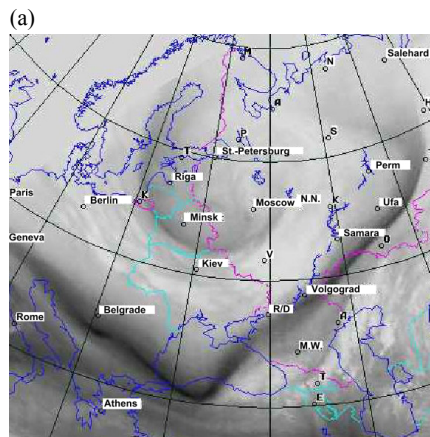 (a)
M
Salehard
N
A
H
P
S
T
St.-Petersburg
Perm
Riga
Paris
K
Berlin
Moscow
N.N.
K
Ufa
Minsk :
Samara
Geneva
O
Kiev
V
Volgograd
Belgrade
R/D
A
Rome
M.W.
T
Athens
E